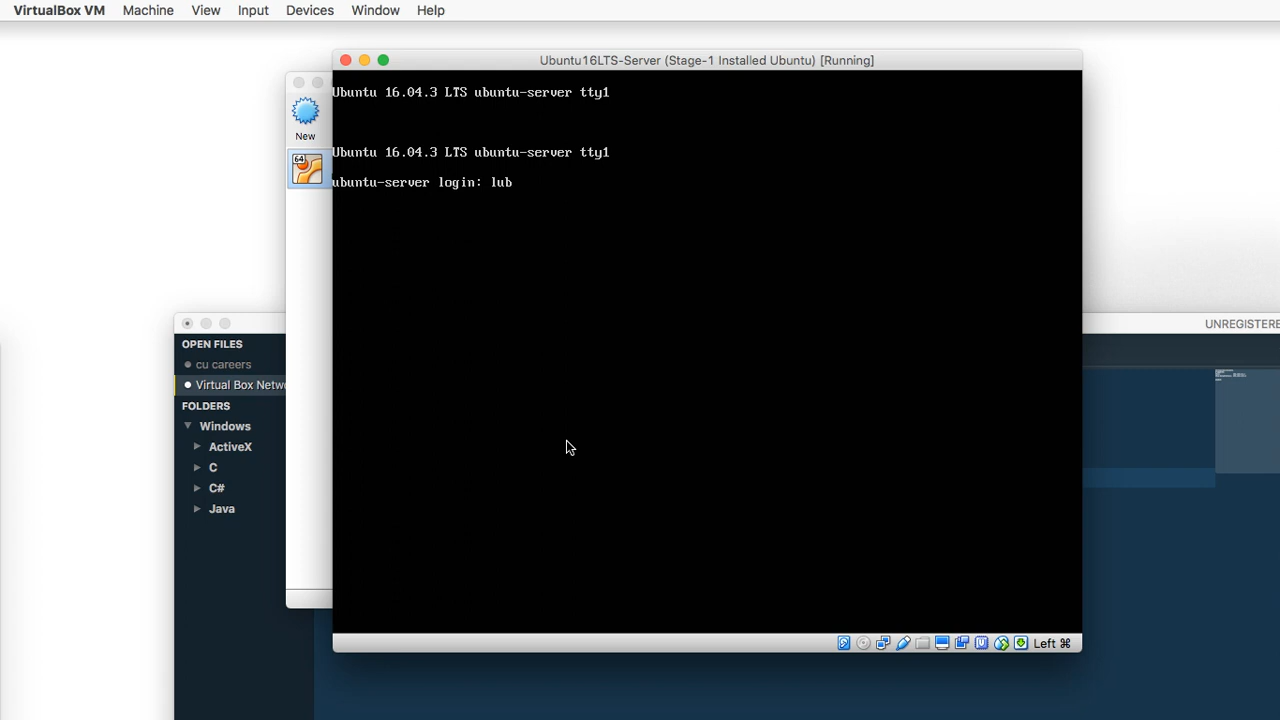 VirtualBox VM Machine View Input Devices Window Help
Ubuntu16LTS-Server (Stage-1 Installed Ubuntu) [Running]
New
64
Ubuntu 16.04.3 LTS ubuntu-server tty1
Ubuntu 16.04.3 LTS ubuntu-server tty1
ubuntu-server login: lub
UNREGISTERE
OPEN FILES
cu careers
Virtual Box Netw
FOLDERS
Windows
ActiveX
C
C#
Java
Left ⌘